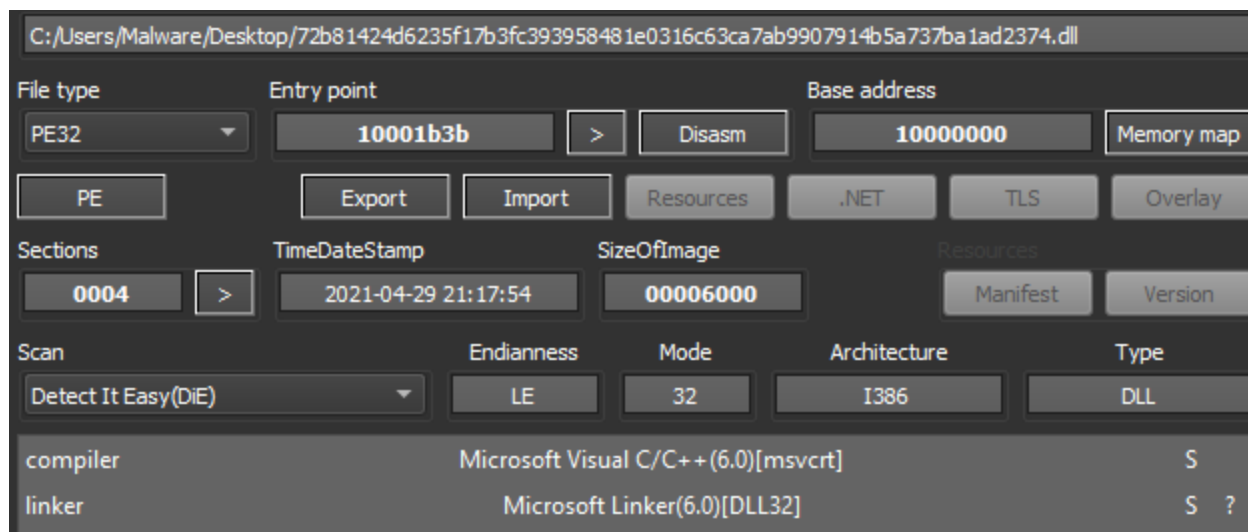 C:/Users/Malware/Desktop/72b81424d6235f17b3fc393958481e0316c63ca7ab9907914b5a737ba1ad2374.dll
File type Entry point Base address
PE32 10001b3b > Disasm 10000000 Memory map
PE Export Import Resources .NET TLS Overlay
Sections TimeDateStamp SizeOfImage Resources
0004 > 2021-04-29 21:17:54 00006000 Manifest Version
Scan Endianness Mode Architecture Type
Detect It Easy(DiE) LE 32 I386 DLL
compiler Microsoft Visual C/C++(6.0)[msvcrt] S
linker Microsoft Linker(6.0)[DLL32] S ?